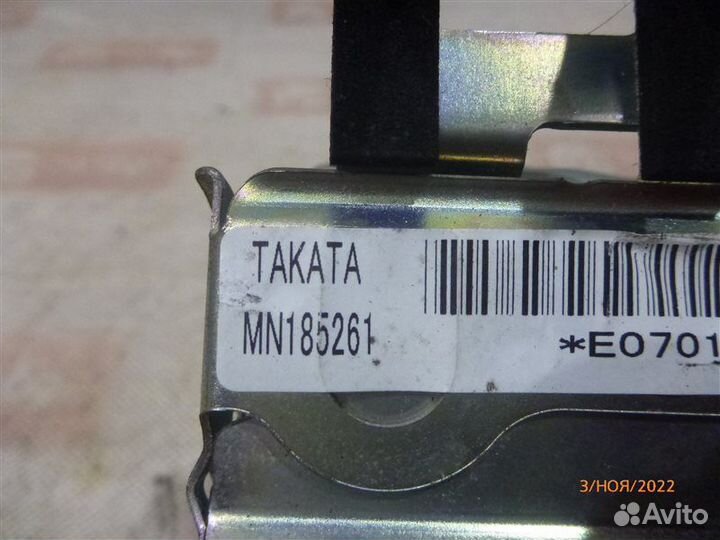 TAKATA
MN185261
*E0701
3/НОЯ/2022
Avito